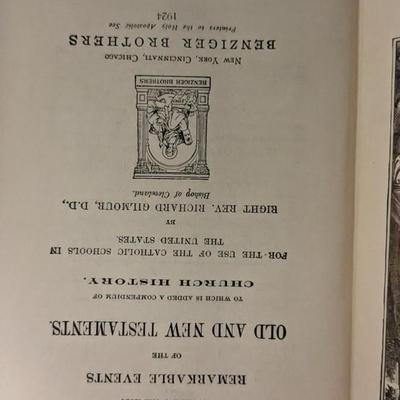 REMARKABLE EVENTS
OF THE
OLD AND NEW TESTAMENTS.
TO WHICH IS ADDED A COMPENDIUM OF
CHURCH HISTORY.
FOR THE USE OF THE CATHOLIC SCHOOLS IN
THE UNITED STATES.
BY
RIGHT REV. RICHARD GILMOUR, D.D.,
Bishop of Cleveland.
BENZIGER BROTHERS
NEW YORK, CINCINNATI, CHICAGO
BENZIGER BROTHERS
Printers to the Holy Apostolic See
1924